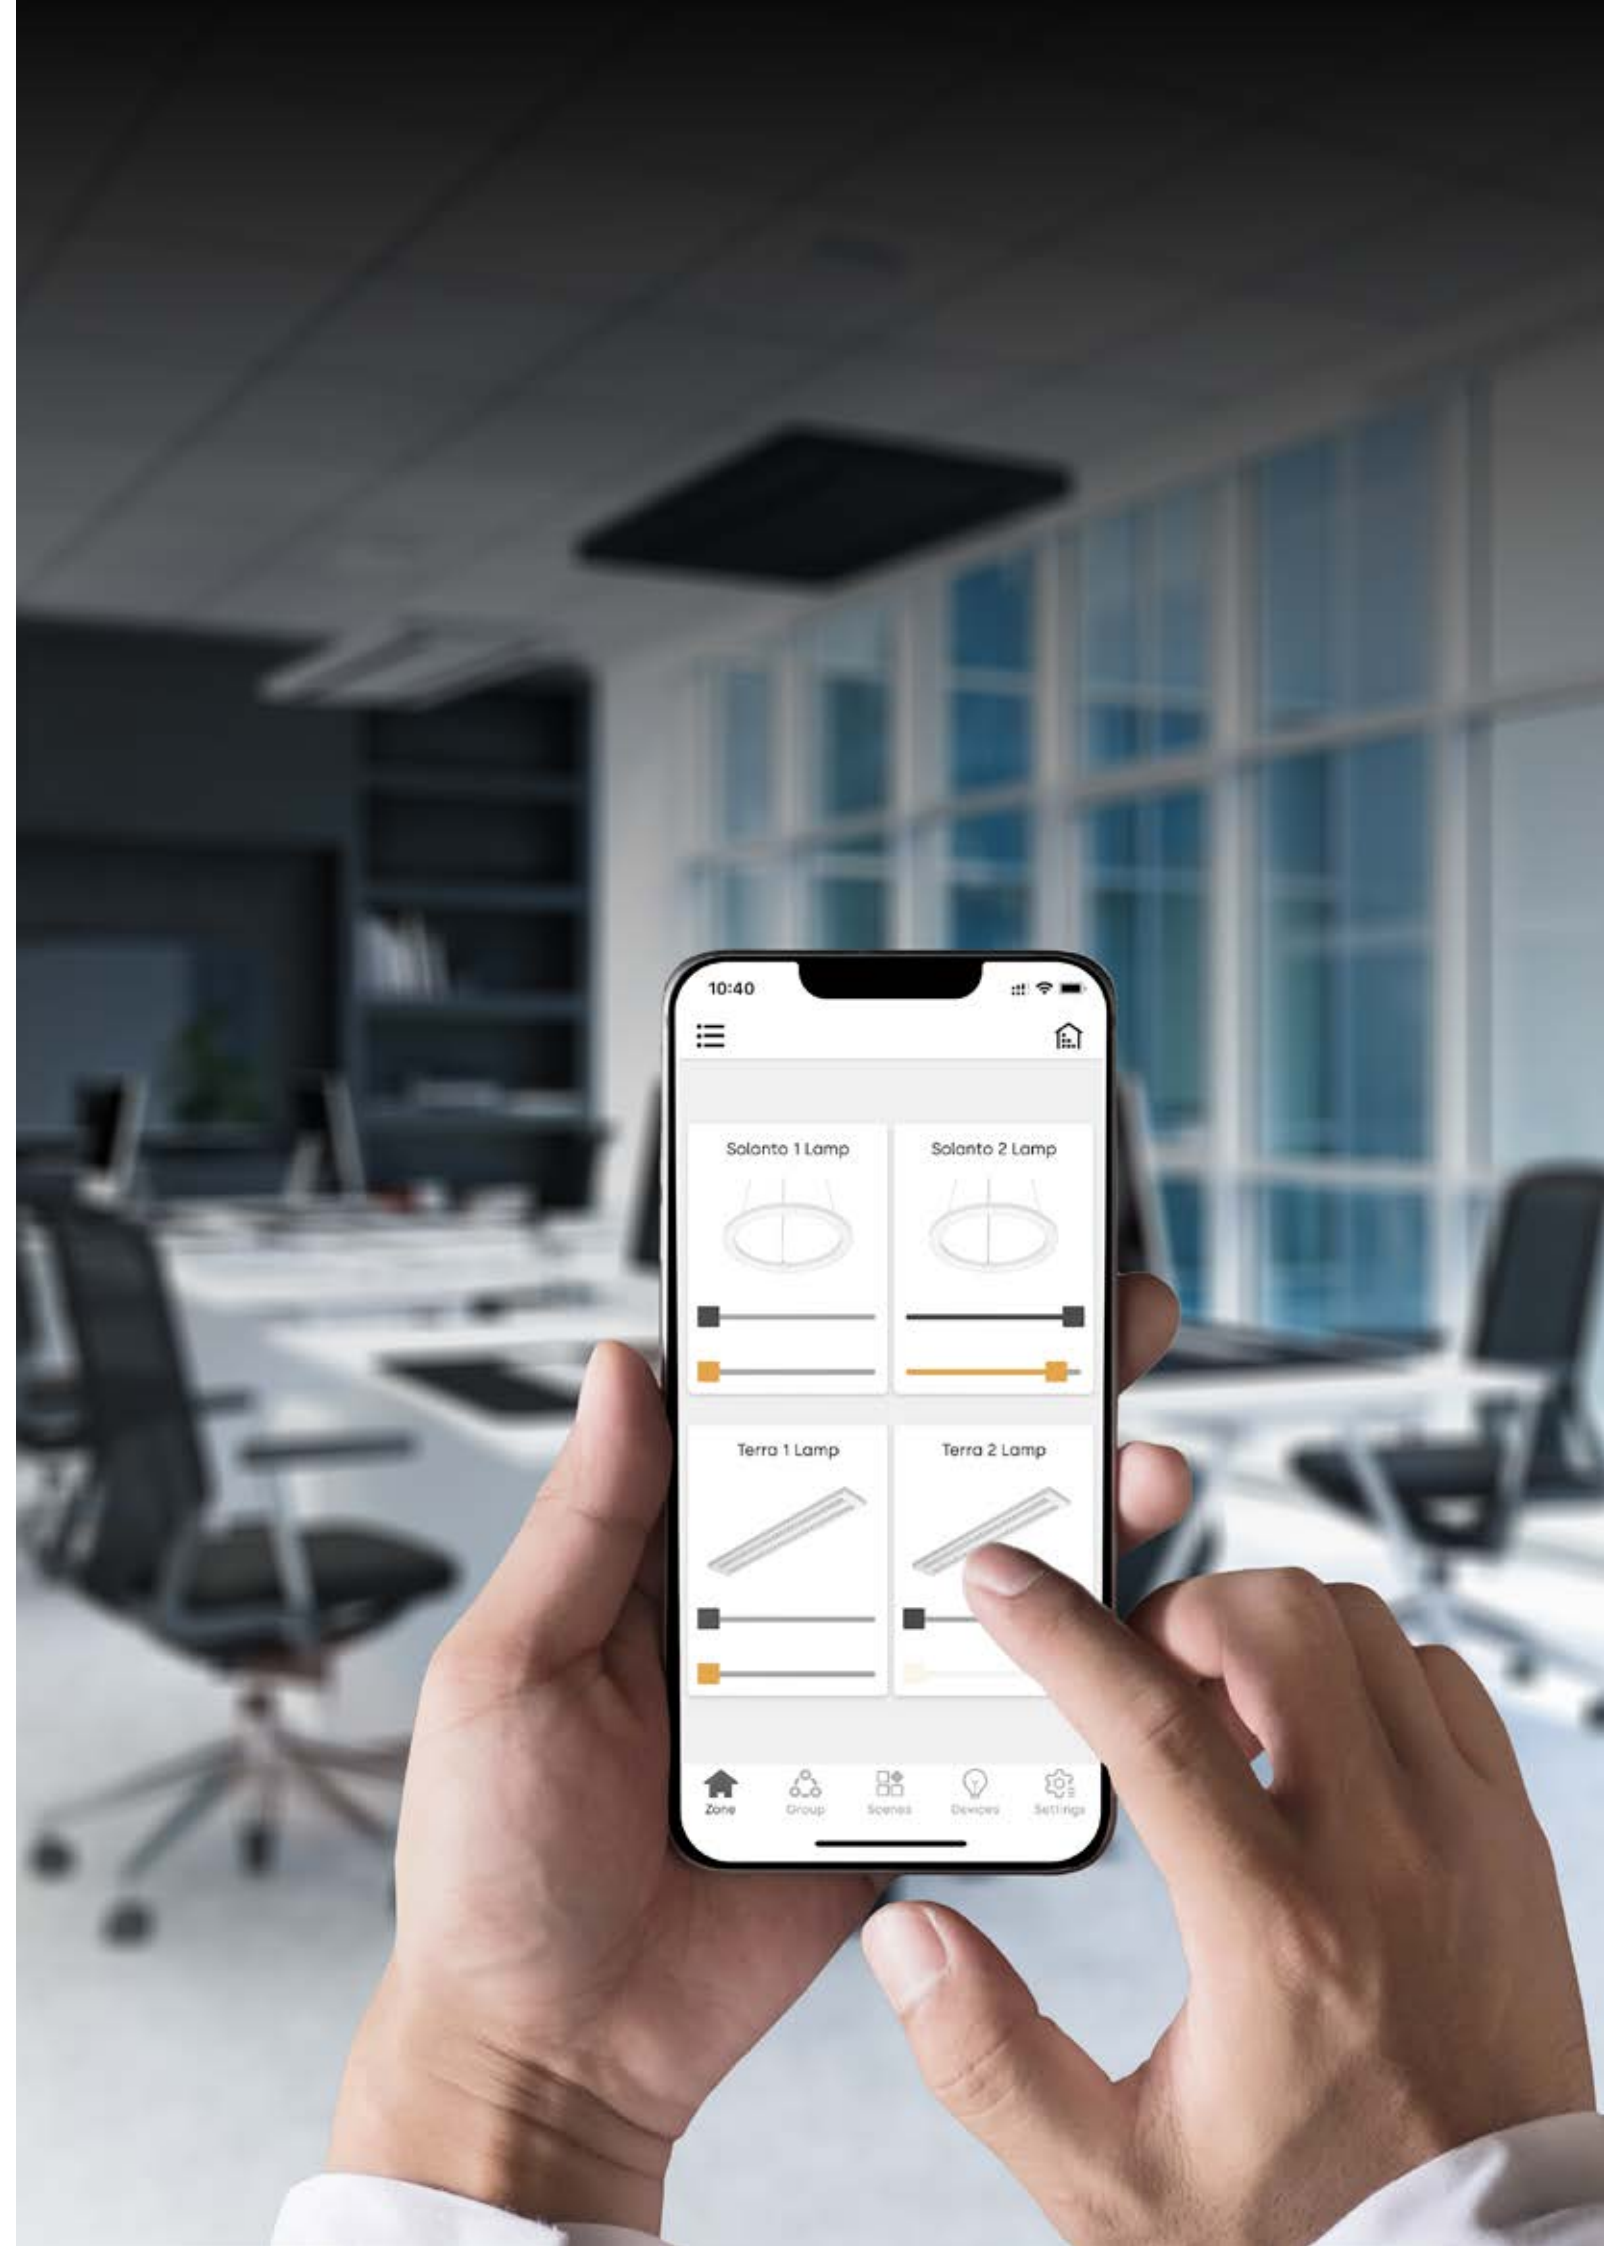 10:40
Solanto 1 Lamp
Solanto 2 Lamp
Terra 1 Lamp
Terra 2 Lamp
Zone
Group
Scenes
Devices
Settings